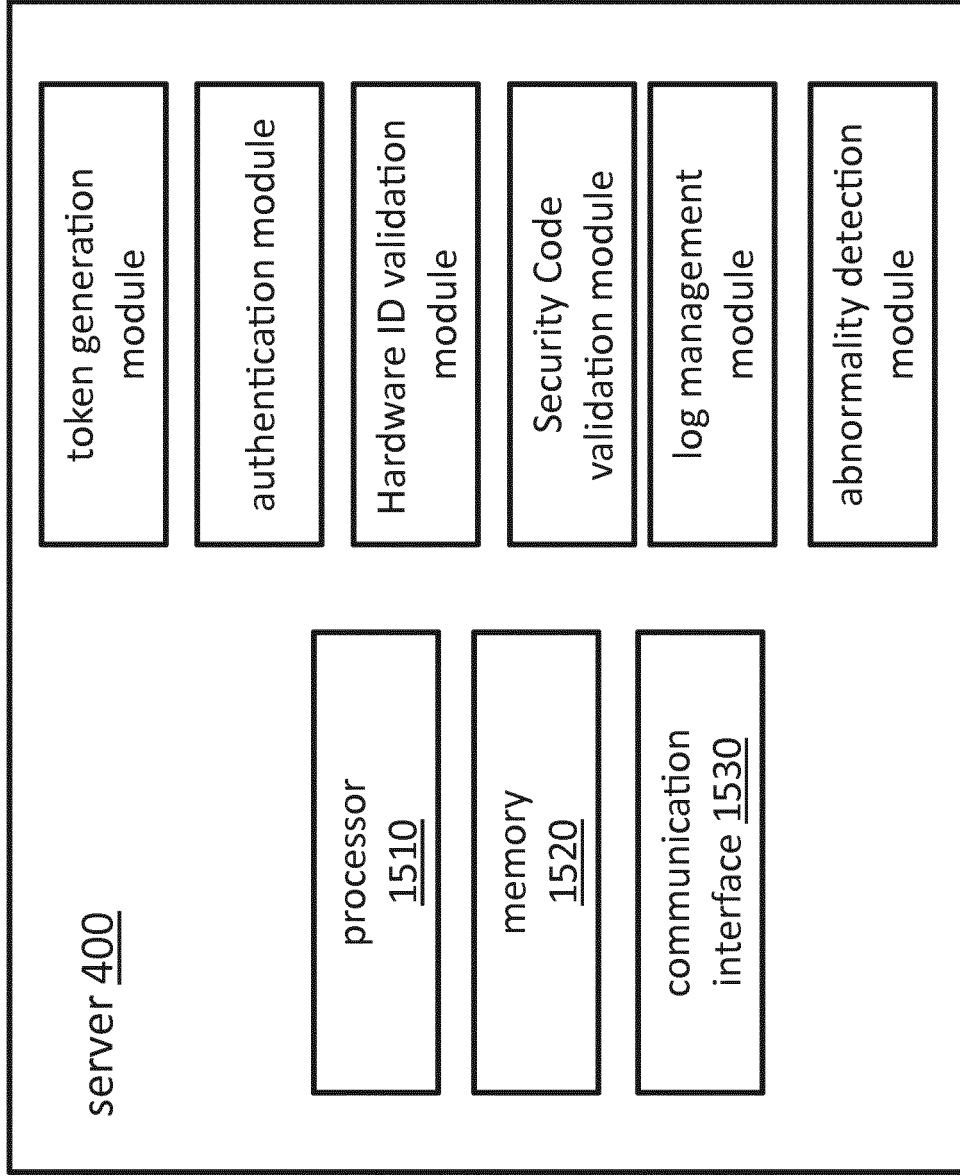 server 400
processor
1510
memory
1520
communication
interface 1530
token generation
module
authentication module
Hardware ID validation
module
Security Code
validation module
log management
module
abnormality detection
module